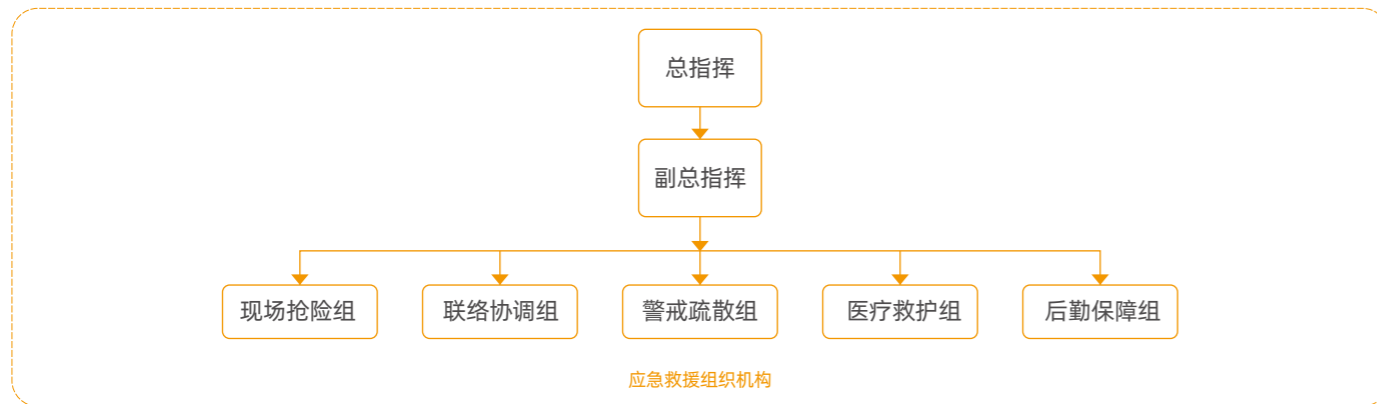 总指挥
副总指挥
现场抢险组
联络协调组
警戒疏散组
医疗救护组
后勤保障组
应急救援组织机构